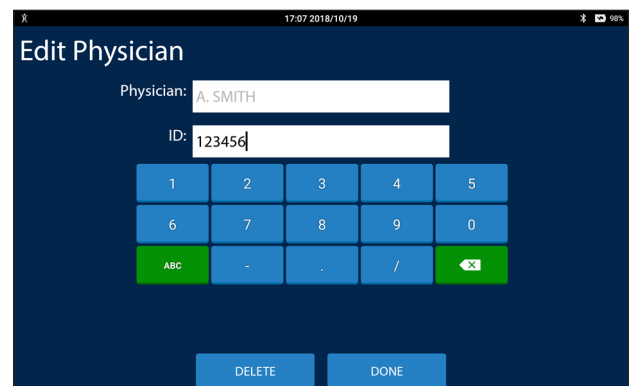 17:07 2018/10/19 98%
Edit Physician
Physician: A. SMITH
ID: 123456
1 2 3 4 5
6 7 8 9 0
ABC - . /
DELETE DONE